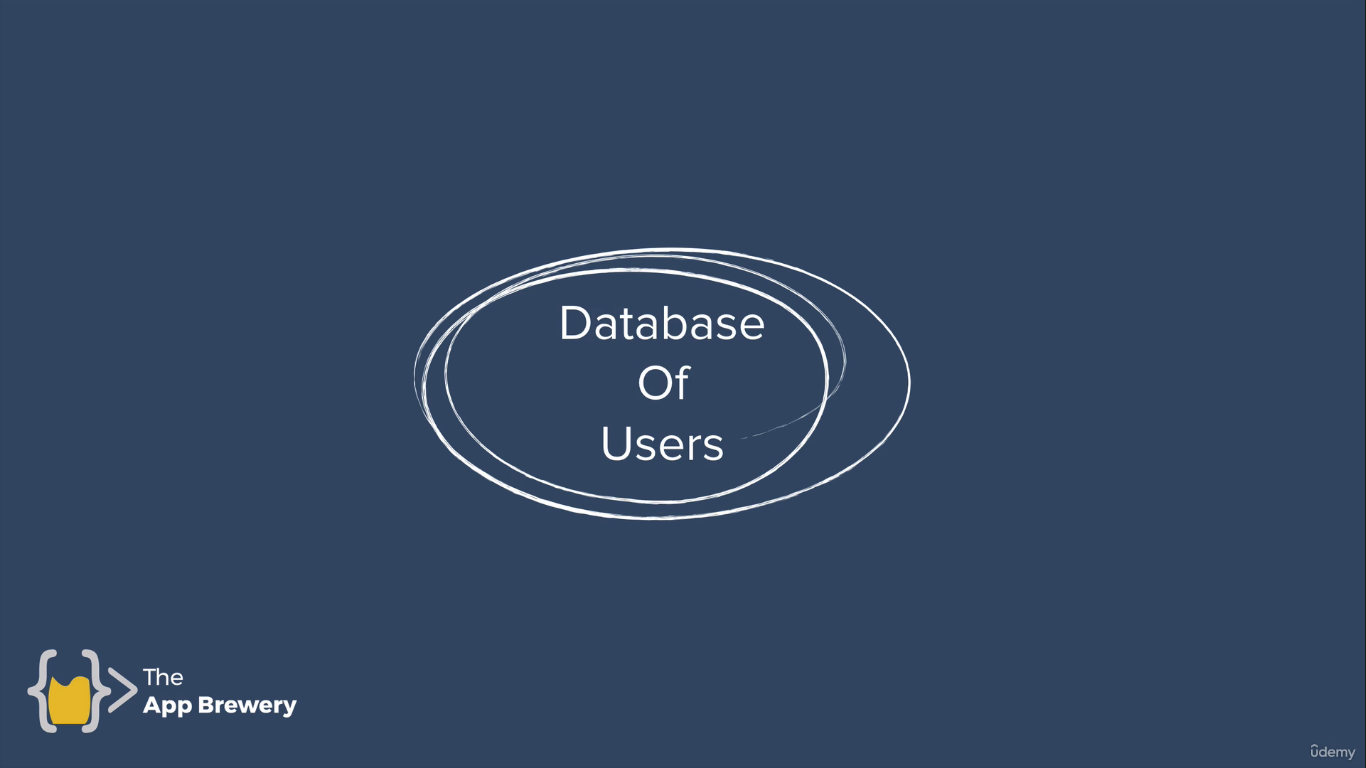 Database
Of
Users
The
App Brewery
ûdemy